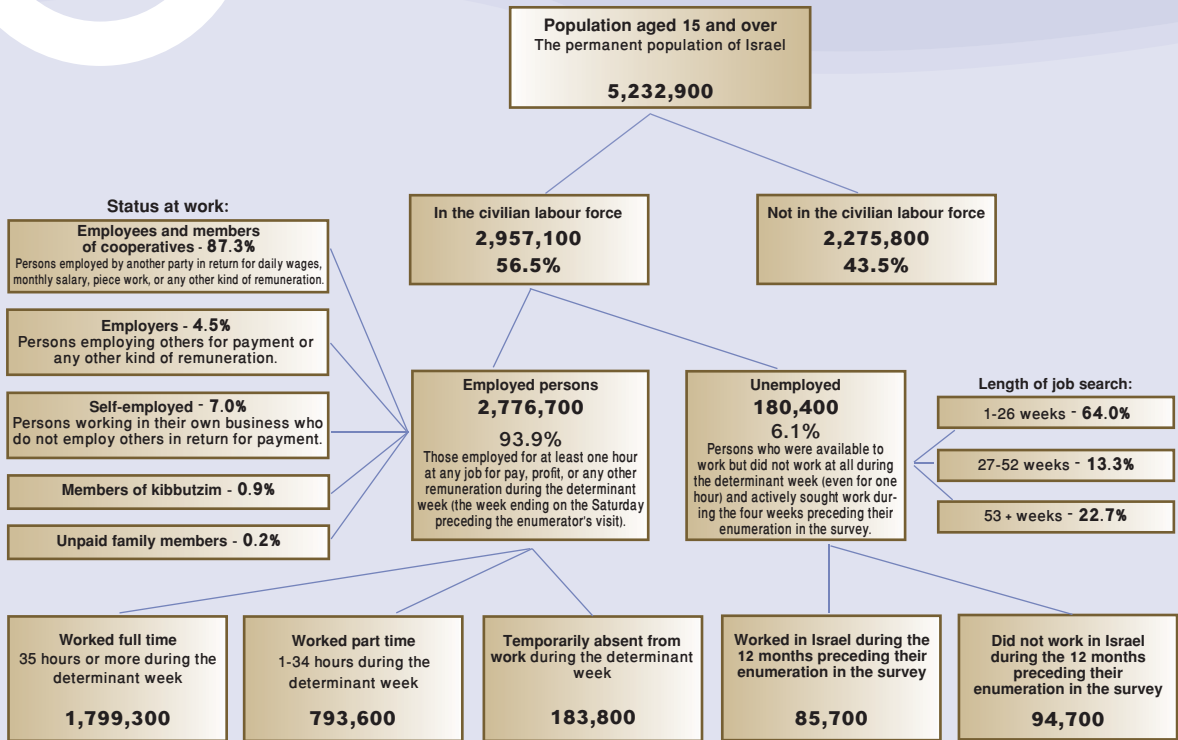 Population aged 15 and over
The permanent population of Israel
5,232,900
In the civilian labour force
2,957,100
56.5%
Not in the civilian labour force
2,275,800
43.5%
Status at work:
Employees and members
of cooperatives - 87.3%
Persons employed by another party in return for daily wages,
monthly salary, piece work, or any other kind of remuneration.
Employers - 4.5%
Persons employing others for payment or
any other kind of remuneration.
Self-employed - 7.0%
Persons working in their own business who
do not employ others in return for payment.
Members of kibbutzim - 0.9%
Unpaid family members - 0.2%
Employed persons
2,776,700
93.9%
Those employed for at least one hour
at any job for pay, profit, or any other
remuneration during the determinant
week (the week ending on the Saturday
preceding the enumerator's visit).
Unemployed
180,400
6.1%
Persons who were available to
work but did not work at all during
the determinant week (even for one
hour) and actively sought work dur-
ing the four weeks preceding their
enumeration in the survey.
Length of job search:
1-26 weeks - 64.0%
27-52 weeks - 13.3%
53 + weeks - 22.7%
Worked full time
35 hours or more during the
determinant week
1,799,300
Worked part time
1-34 hours during the
determinant week
793,600
Temporarily absent from
work during the determinant
week
183,800
Worked in Israel during the
12 months preceding their
enumeration in the survey
85,700
Did not work in Israel
during the 12 months
preceding their
enumeration in the survey
94,700